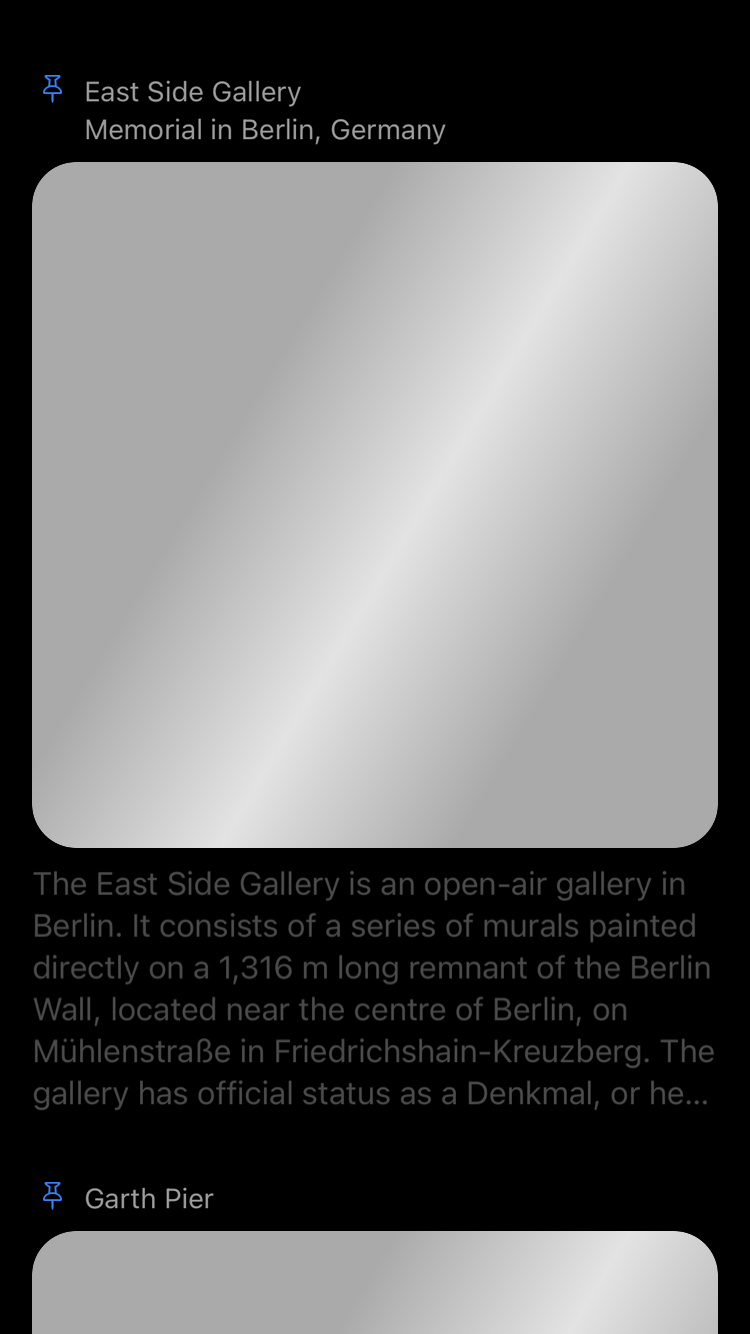 East Side Gallery
Memorial in Berlin, Germany
The East Side Gallery is an open-air gallery in
Berlin. It consists of a series of murals painted
directly on a 1,316 m long remnant of the Berlin
Wall, located near the centre of Berlin, on
Mühlenstraße in Friedrichshain-Kreuzberg. The
gallery has official status as a Denkmal, or he...
Garth Pier